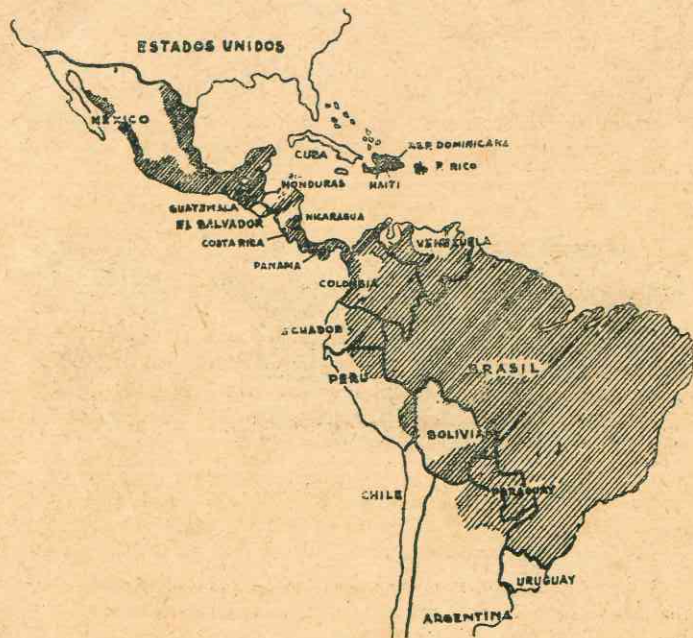 ESTADOS UNIDOS
MEXICO
CUBA
REP. DOMINICANA
P. RICO
HAITI
HONDURAS
GUATEMALA
EL SALVADOR
NICARAGUA
COSTA RICA
PANAMA
VENEZUELA
COLOMBIA
ECUADOR
PERU
BRASIL
BOLIVIA
CHILE
PARAGUAY
URUGUAY
ARGENTINA